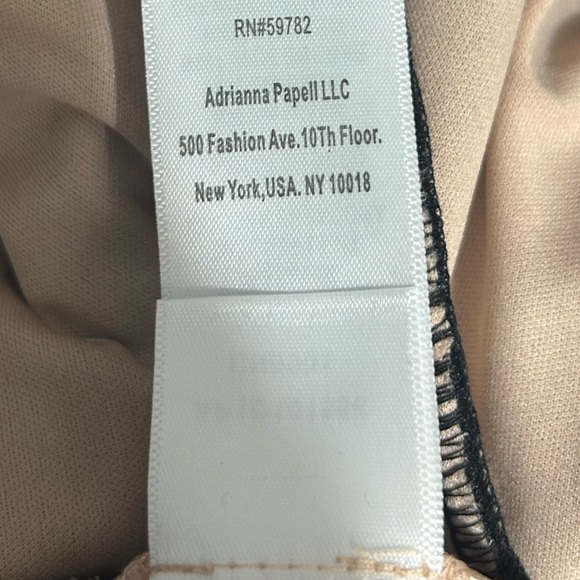 RN#59782
Adrianna Papell LLC
500 Fashion Ave.10Th Floor.
New York,USA. NY 10018